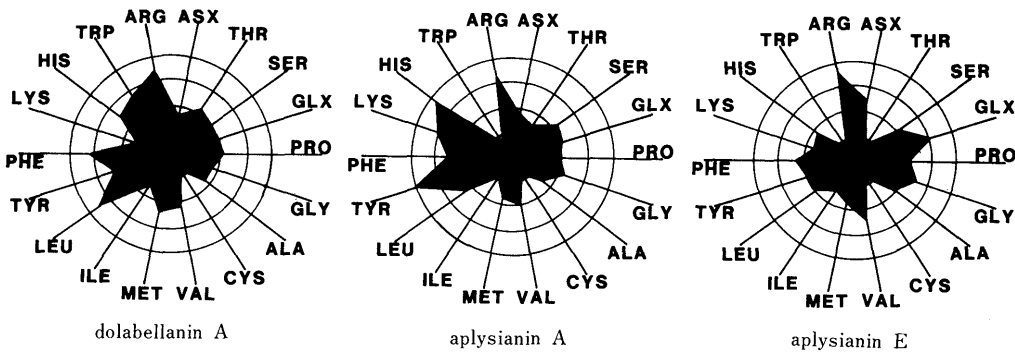 ARG ASX
TRP THR
HIS SER
LYS GLX
PHE PRO
TYR GLY
LEU ALA
ILE CYS
MET VAL
dolabellanin A
ARG ASX
TRP THR
HIS SER
LYS GLX
PHE PRO
TYR GLY
LEU ALA
ILE CYS
MET VAL
aplysianin A
ARG ASX
TRP THR
HIS SER
LYS GLX
PHE PRO
TYR GLY
LEU ALA
ILE CYS
MET VAL
aplysianin E